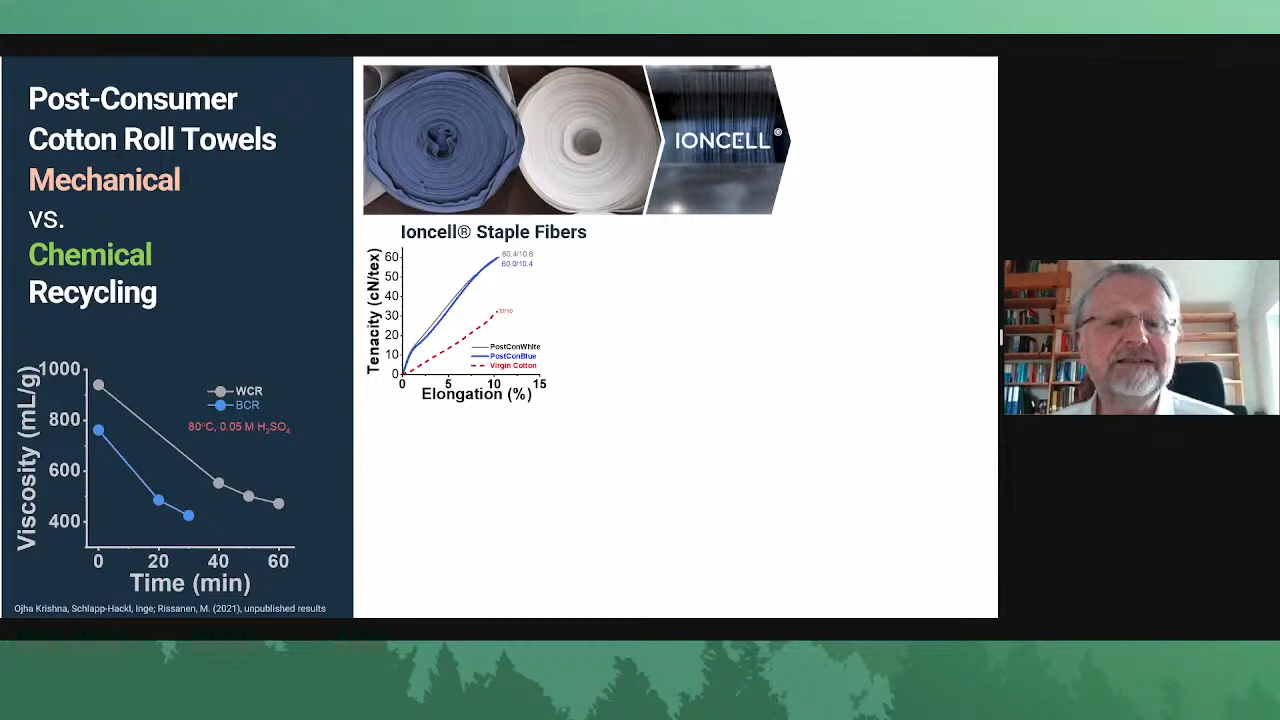 Post-Consumer
Cotton Roll Towels
Mechanical
vs.
Chemical
Recycling
Viscosity (mL/g)
1000
800
600
400
WCR
BCR
80°C, 0.05 M H₂SO₄
0 20 40 60
Time (min)
Ojha Krishna, Schlapp-Hackl, Inge; Rissanen, M. (2021), unpublished results
IONCELL®
Ioncell® Staple Fibers
Tenacity (cN/tex)
60
50
40
30
20
10
0
60.4/10.6
60.0/10.4
32/10
PostConWhite
PostConBlue
Virgin Cotton
0 5 10 15
Elongation (%)